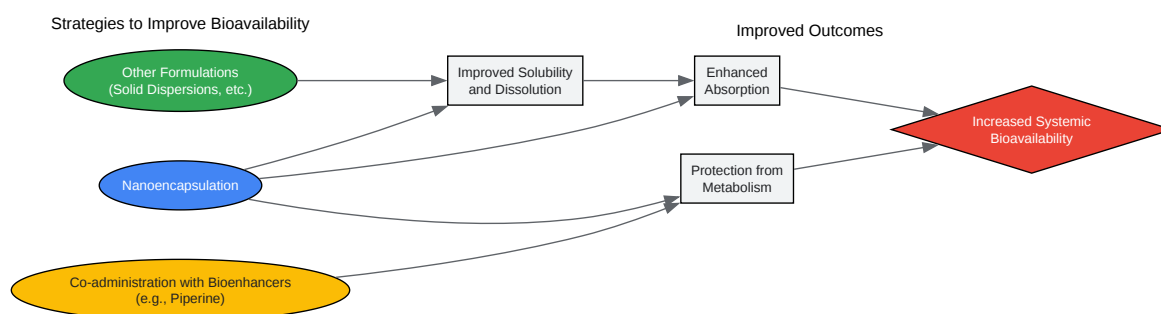 Strategies to Improve Bioavailability
Improved Outcomes
Other Formulations
(Solid Dispersions, etc.)
Improved Solubility
and Dissolution
Enhanced
Absorption
Increased Systemic
Bioavailability
Nanoencapsulation
Protection from
Metabolism
Co-administration with Bioenhancers
(e.g., Piperine)